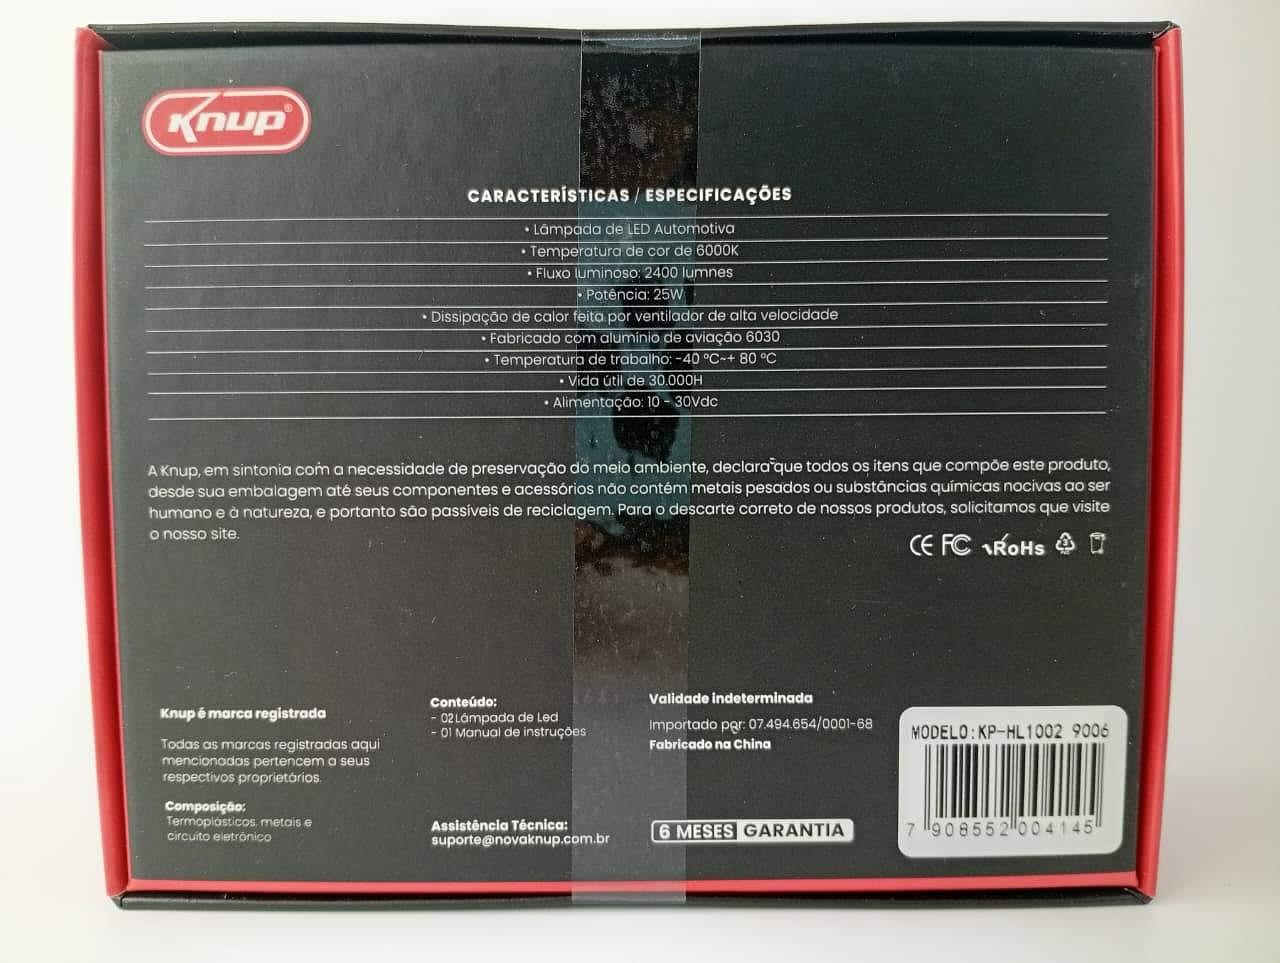 Knup®
CARACTERÍSTICAS / ESPECIFICAÇÕES
• Lâmpada de LED Automotiva
• Temperatura de cor de 6000K
• Fluxo luminoso: 2400 lumnes
• Potência: 25W
• Dissipação de calor feita por ventilador de alta velocidade
• Fabricado com alumínio de aviação 6030
• Temperatura de trabalho: -40 °C~+ 80 °C
• Vida útil de 30.000H
• Alimentação: 10 - 30Vdc
A Knup, em sintonia com a necessidade de preservação do meio ambiente, declara que todos os itens que compõe este produto,
desde sua embalagem até seus componentes e acessórios não contém metais pesados ou substâncias químicas nocivas ao ser
humano e à natureza, e portanto são passíveis de reciclagem. Para o descarte correto de nossos produtos, solicitamos que visite
o nosso site.
CE FC RoHs
Knup é marca registrada
Todas as marcas registradas aqui
mencionadas pertencem a seus
respectivos proprietários.
Composição:
Termoplásticos, metais e
circuito eletrônico
Conteúdo:
- 02 Lâmpada de Led
- 01 Manual de instruções
Assistência Técnica:
suporte@novaknup.com.br
Validade indeterminada
Importado por: 07.494.654/0001-68
Fabricado na China
6 MESES GARANTIA
MODELO:KP-HL1002 9006
7 908552 004145